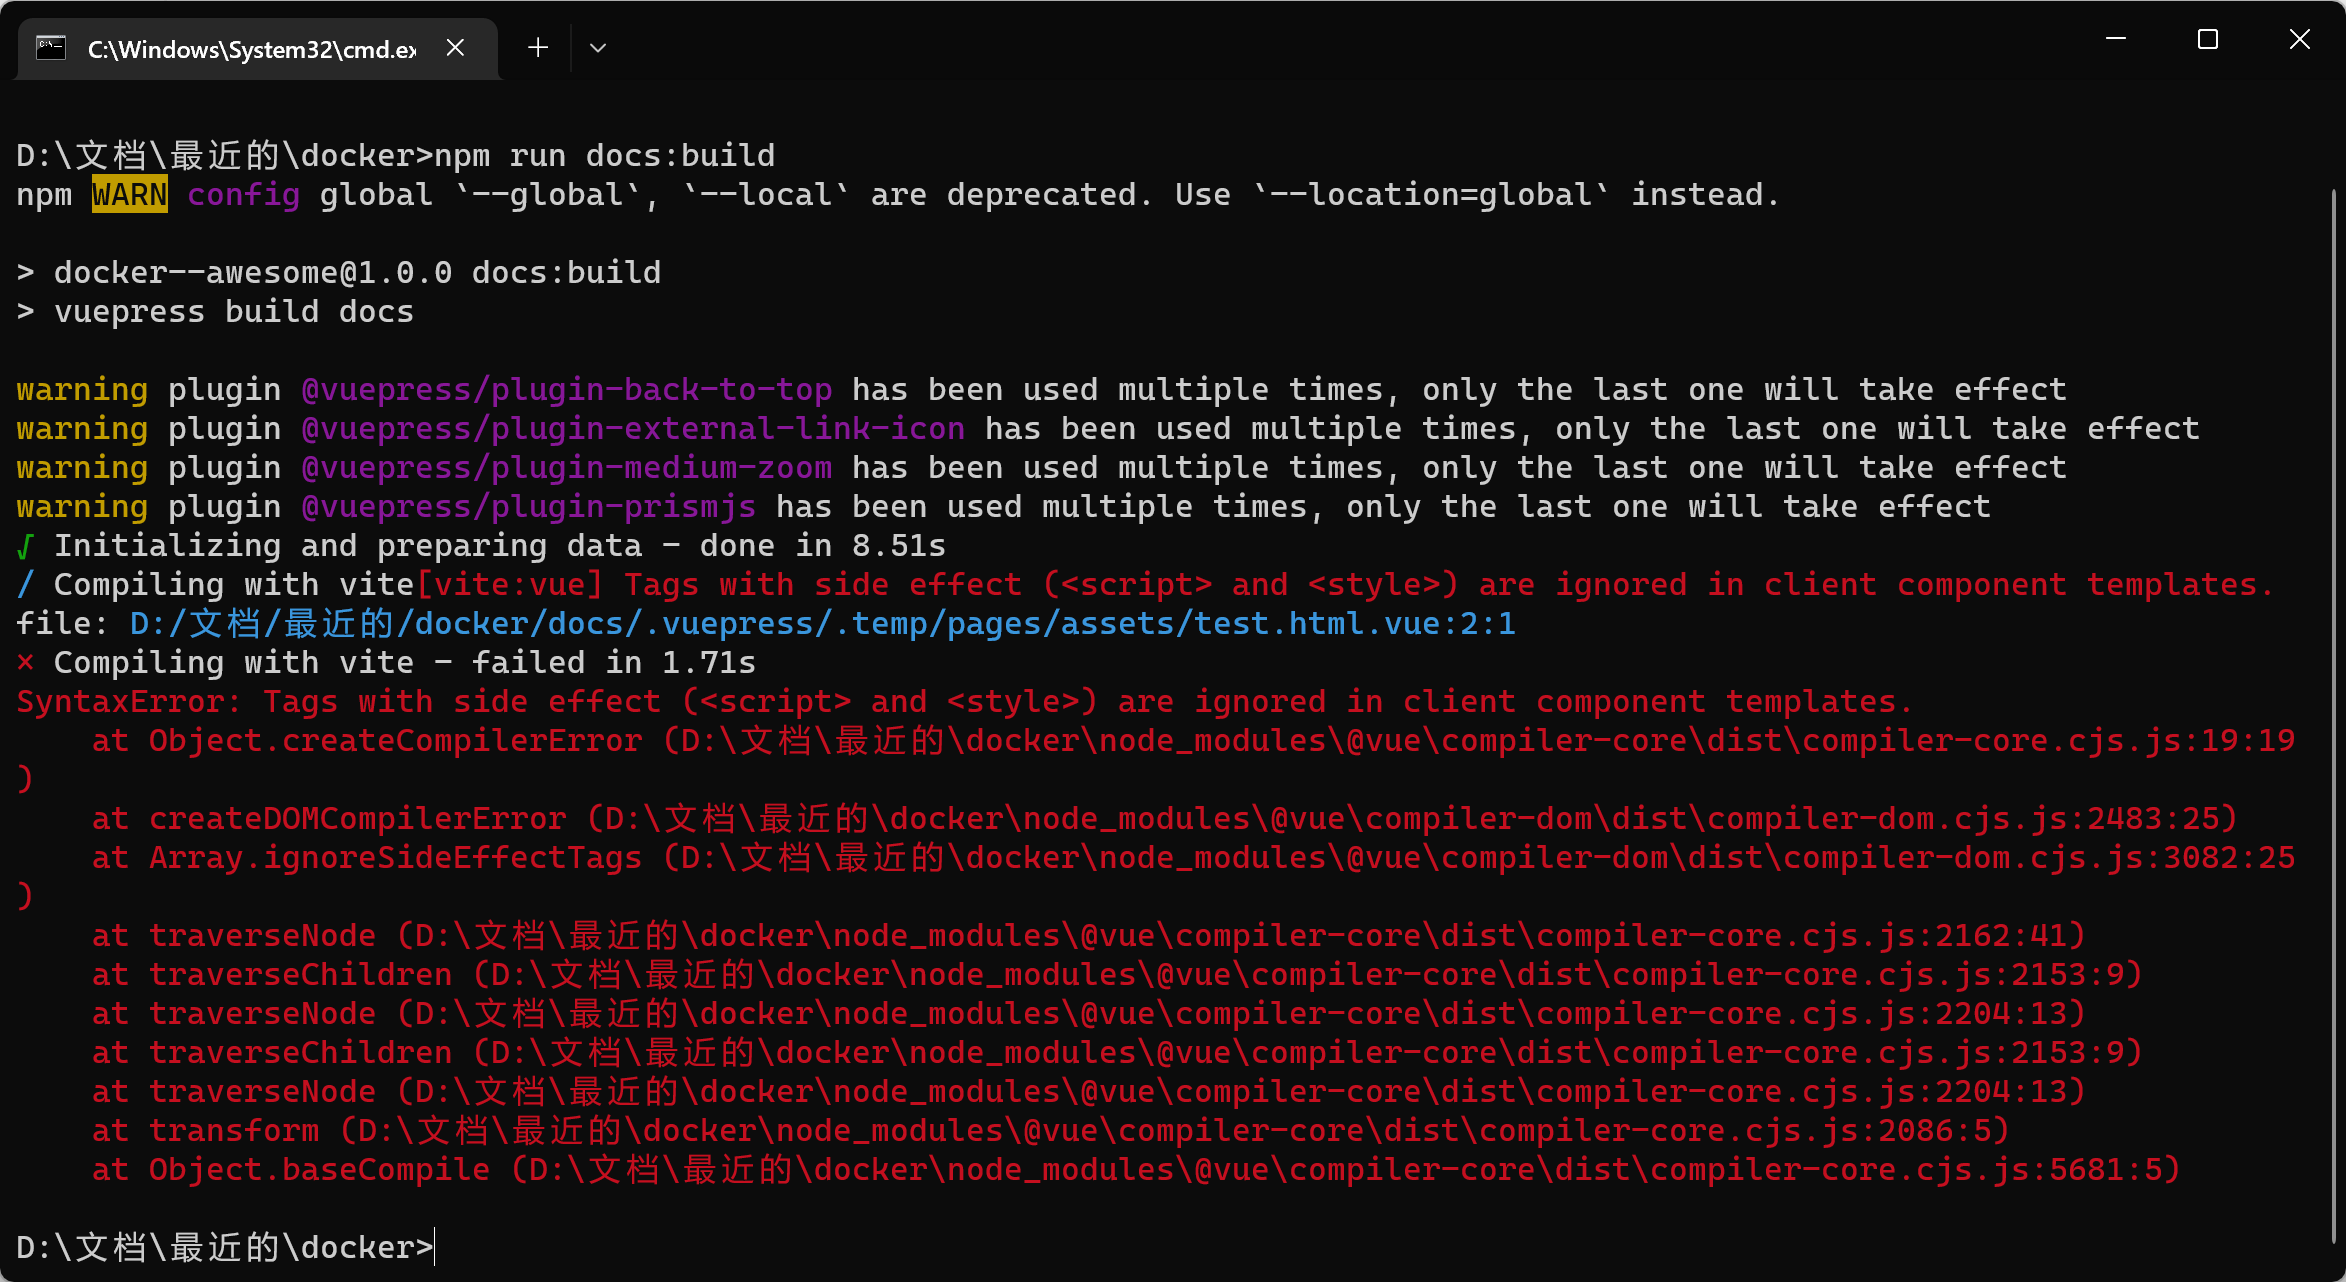 C:\Windows\System32\cmd.ex
D:\文档\最近的\docker>npm run docs:build
npm WARN config global `--global`, `--local` are deprecated. Use `--location=global` instead.
> docker--awesome@1.0.0 docs:build
> vuepress build docs
warning plugin @vuepress/plugin-back-to-top has been used multiple times, only the last one will take effect
warning plugin @vuepress/plugin-external-link-icon has been used multiple times, only the last one will take effect
warning plugin @vuepress/plugin-medium-zoom has been used multiple times, only the last one will take effect
warning plugin @vuepress/plugin-prismjs has been used multiple times, only the last one will take effect
√ Initializing and preparing data - done in 8.51s
/ Compiling with vite[vite:vue] Tags with side effect (<script> and <style>) are ignored in client component templates.
file: D:/文档/最近的/docker/docs/.vuepress/.temp/pages/assets/test.html.vue:2:1
× Compiling with vite - failed in 1.71s
SyntaxError: Tags with side effect (<script> and <style>) are ignored in client component templates.
at Object.createCompilerError (D:\文档\最近的\docker\node_modules\@vue\compiler-core\dist\compiler-core.cjs.js:19:19
)
at createDOMCompilerError (D:\文档\最近的\docker\node_modules\@vue\compiler-dom\dist\compiler-dom.cjs.js:2483:25)
at Array.ignoreSideEffectTags (D:\文档\最近的\docker\node_modules\@vue\compiler-dom\dist\compiler-dom.cjs.js:3082:25
)
at traverseNode (D:\文档\最近的\docker\node_modules\@vue\compiler-core\dist\compiler-core.cjs.js:2162:41)
at traverseChildren (D:\文档\最近的\docker\node_modules\@vue\compiler-core\dist\compiler-core.cjs.js:2153:9)
at traverseNode (D:\文档\最近的\docker\node_modules\@vue\compiler-core\dist\compiler-core.cjs.js:2204:13)
at traverseChildren (D:\文档\最近的\docker\node_modules\@vue\compiler-core\dist\compiler-core.cjs.js:2153:9)
at traverseNode (D:\文档\最近的\docker\node_modules\@vue\compiler-core\dist\compiler-core.cjs.js:2204:13)
at transform (D:\文档\最近的\docker\node_modules\@vue\compiler-core\dist\compiler-core.cjs.js:2086:5)
at Object.baseCompile (D:\文档\最近的\docker\node_modules\@vue\compiler-core\dist\compiler-core.cjs.js:5681:5)
D:\文档\最近的\docker>